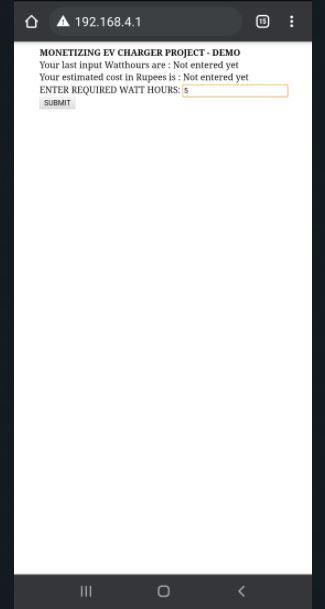 192.168.4.1
15
MONETIZING EV CHARGER PROJECT - DEMO
Your last input Watthours are : Not entered yet
Your estimated cost in Rupees is : Not entered yet
ENTER REQUIRED WATT HOURS: 5
SUBMIT